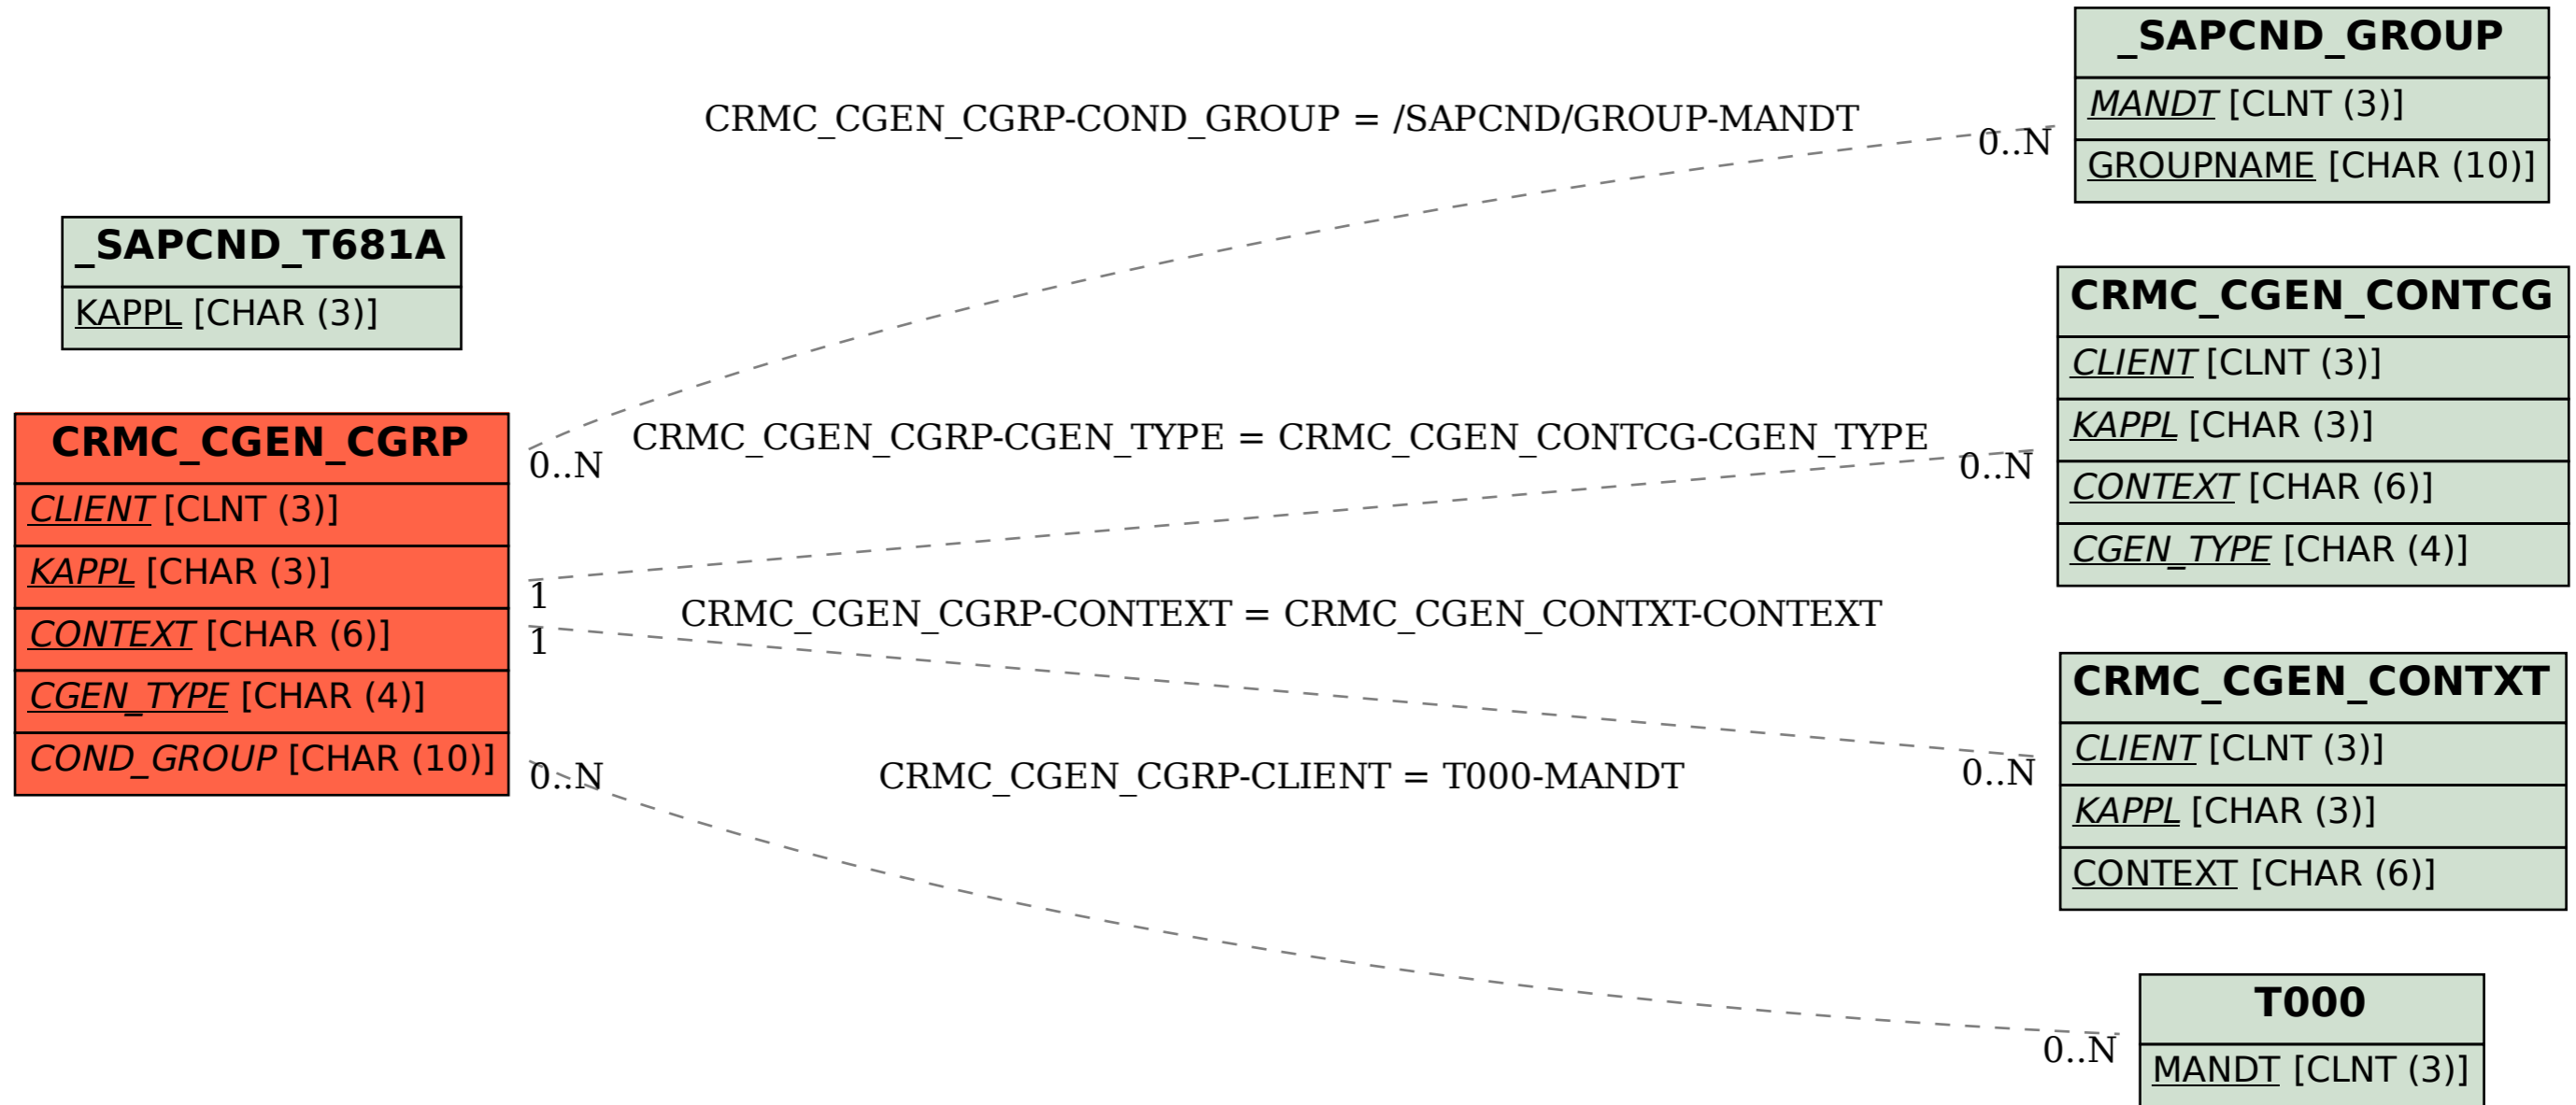 _SAPCND_GROUP
MANDT [CLNT (3)]
GROUPNAME [CHAR (10)]
CRMC_CGEN_CGRP-COND_GROUP = /SAPCND/GROUP-MANDT
0..N
_SAPCND_T681A
KAPPL [CHAR (3)]
CRMC_CGEN_CONTCG
CLIENT [CLNT (3)]
KAPPL [CHAR (3)]
CONTEXT [CHAR (6)]
CGEN_TYPE [CHAR (4)]
CRMC_CGEN_CGRP
CLIENT [CLNT (3)]
KAPPL [CHAR (3)]
CONTEXT [CHAR (6)]
CGEN_TYPE [CHAR (4)]
COND_GROUP [CHAR (10)]
0..N
CRMC_CGEN_CGRP-CGEN_TYPE = CRMC_CGEN_CONTCG-CGEN_TYPE
0..N
1
CRMC_CGEN_CGRP-CONTEXT = CRMC_CGEN_CONTXT-CONTEXT
1
0..N
CRMC_CGEN_CONTXT
CLIENT [CLNT (3)]
KAPPL [CHAR (3)]
CONTEXT [CHAR (6)]
0..N
CRMC_CGEN_CGRP-CLIENT = T000-MANDT
0..N
T000
MANDT [CLNT (3)]